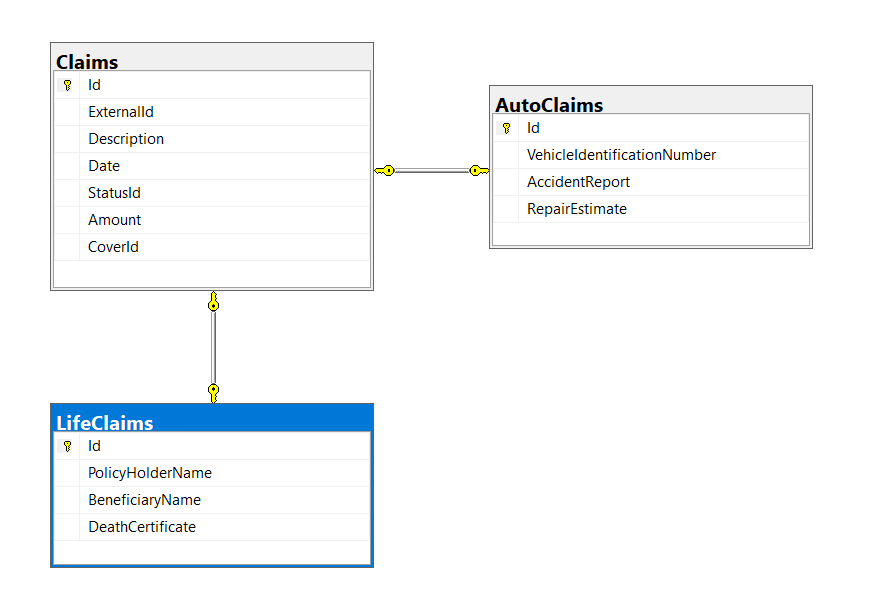 Claims
Id
ExternalId
Description
Date
StatusId
Amount
CoverId
AutoClaims
Id
VehicleIdentificationNumber
AccidentReport
RepairEstimate
LifeClaims
Id
PolicyHolderName
BeneficiaryName
DeathCertificate